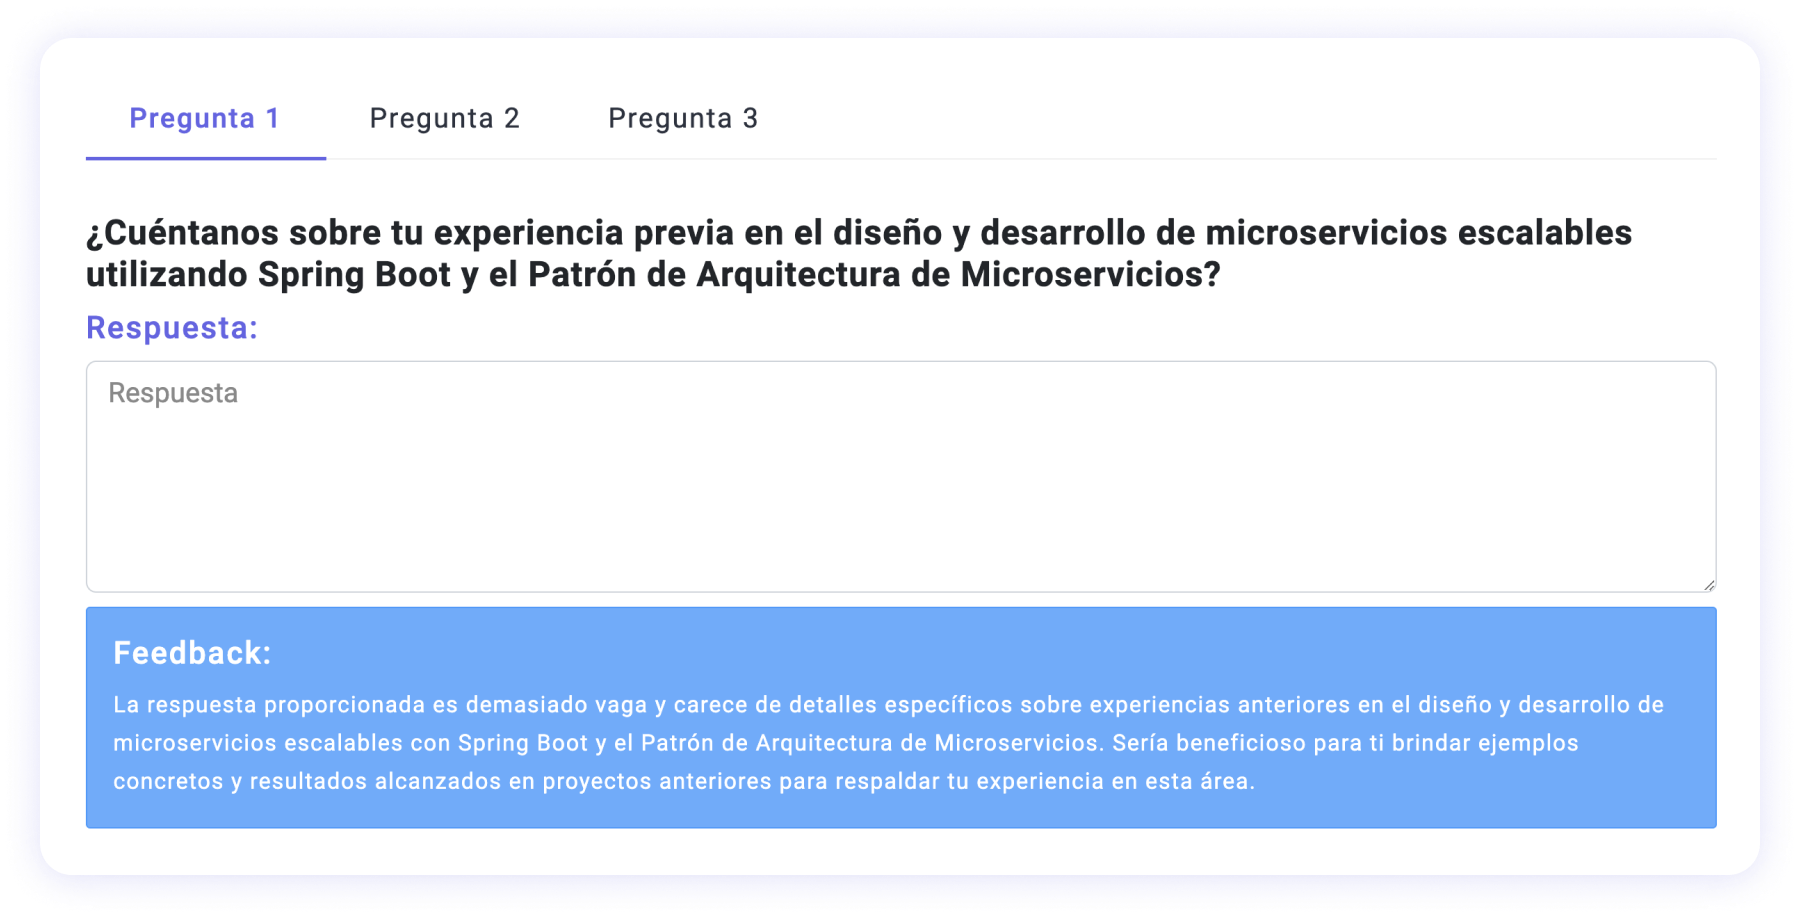 Pregunta 1
Pregunta 2
Pregunta 3
¿Cuéntanos sobre tu experiencia previa en el diseño y desarrollo de microservicios escalables
utilizando Spring Boot y el Patrón de Arquitectura de Microservicios?
Respuesta:
Respuesta
Feedback:
La respuesta proporcionada es demasiado vaga y carece de detalles específicos sobre experiencias anteriores en el diseño y desarrollo de
microservicios escalables con Spring Boot y el Patrón de Arquitectura de Microservicios. Sería beneficioso para ti brindar ejemplos
concretos y resultados alcanzados en proyectos anteriores para respaldar tu experiencia en esta área.